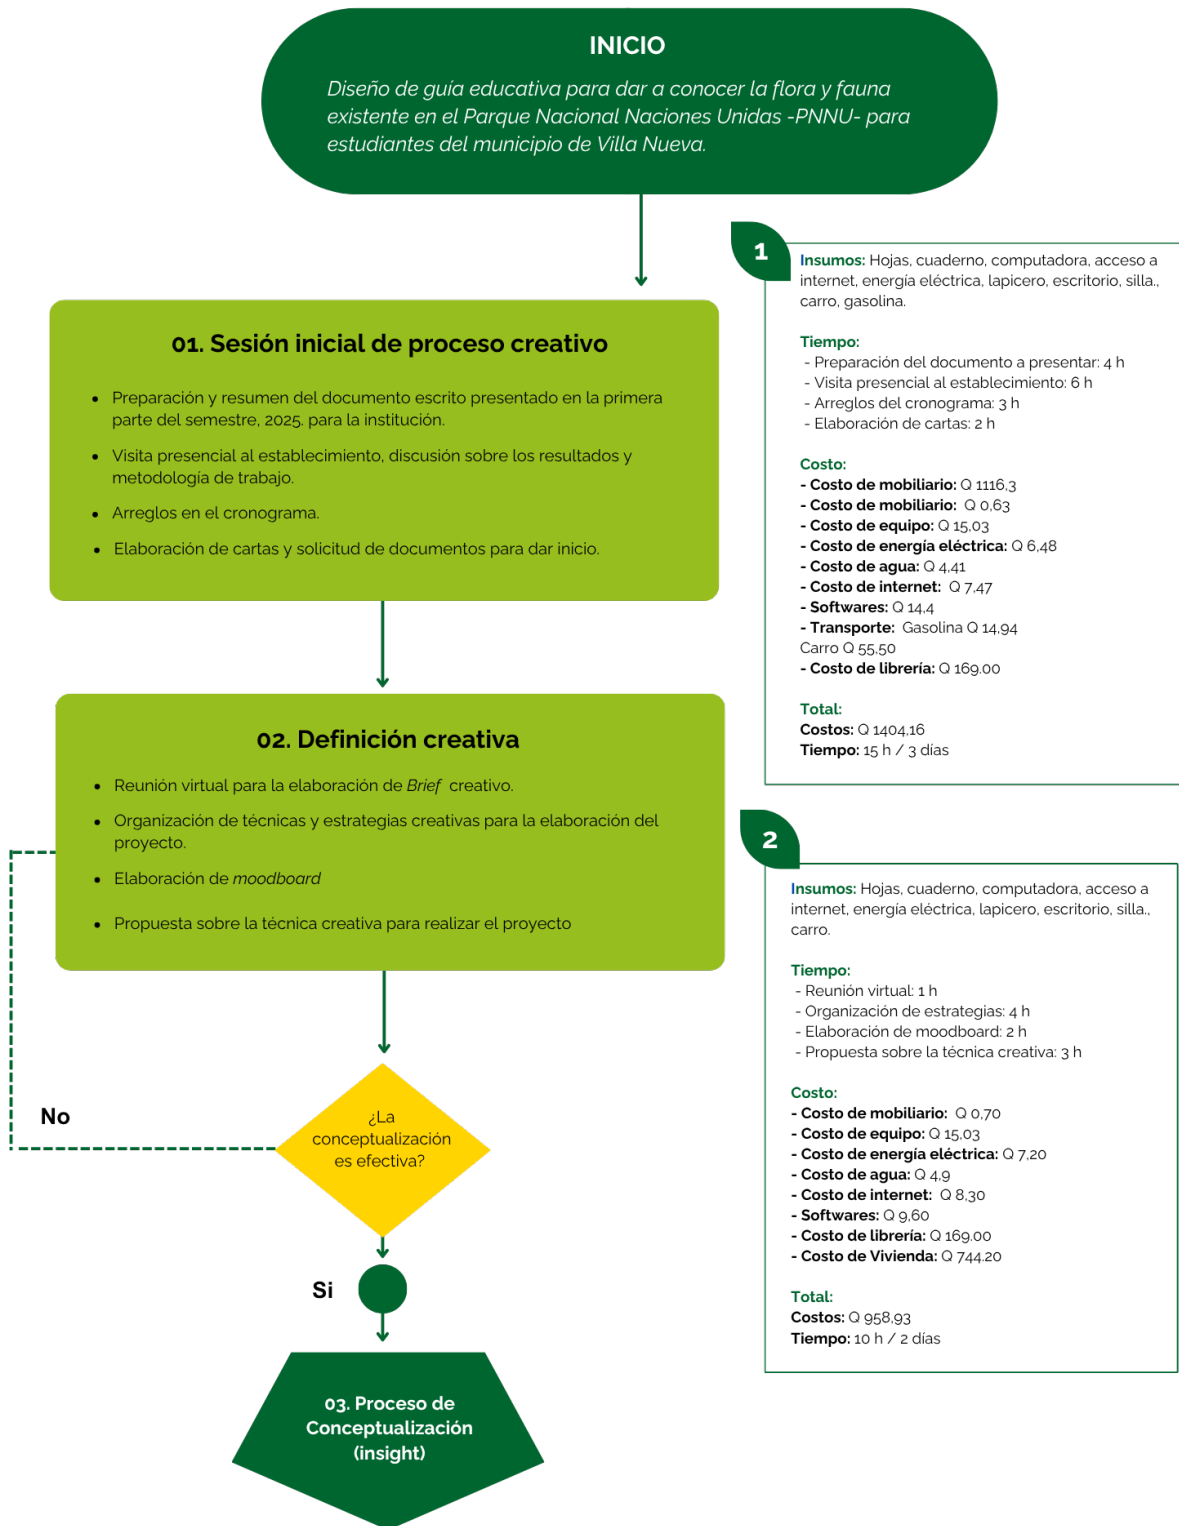 INICIO
Diseño de guía educativa para dar a conocer la flora y fauna
existente en el Parque Nacional Naciones Unidas -PNNU- para
estudiantes del municipio de Villa Nueva.
01. Sesión inicial de proceso creativo
• Preparación y resumen del documento escrito presentado en la primera
parte del semestre, 2025. para la institución.
• Visita presencial al establecimiento, discusión sobre los resultados y
metodología de trabajo.
• Arreglos en el cronograma.
• Elaboración de cartas y solicitud de documentos para dar inicio.
1
Insumos: Hojas, cuaderno, computadora, acceso a
internet, energía eléctrica, lapicero, escritorio, silla.,
carro, gasolina.
Tiempo:
- Preparación del documento a presentar: 4 h
- Visita presencial al establecimiento: 6 h
- Arreglos del cronograma: 3 h
- Elaboración de cartas: 2 h
Costo:
- Costo de mobiliario: Q 1116,3
- Costo de mobiliario: Q 0,63
- Costo de equipo: Q 15,03
- Costo de energía eléctrica: Q 6,48
- Costo de agua: Q 4,41
- Costo de internet: Q 7,47
- Softwares: Q 14,4
- Transporte: Gasolina Q 14,94
Carro Q 55,50
- Costo de librería: Q 169.00
Total:
Costos: Q 1404,16
Tiempo: 15 h / 3 días
02. Definición creativa
• Reunión virtual para la elaboración de Brief creativo.
• Organización de técnicas y estrategias creativas para la elaboración del
proyecto.
• Elaboración de moodboard
• Propuesta sobre la técnica creativa para realizar el proyecto
2
Insumos: Hojas, cuaderno, computadora, acceso a
internet, energía eléctrica, lapicero, escritorio, silla.,
carro.
Tiempo:
- Reunión virtual: 1 h
- Organización de estrategias: 4 h
- Elaboración de moodboard: 2 h
- Propuesta sobre la técnica creativa: 3 h
Costo:
- Costo de mobiliario: Q 0,70
- Costo de equipo: Q 15,03
- Costo de energía eléctrica: Q 7,20
- Costo de agua: Q 4,9
- Costo de internet: Q 8,30
- Softwares: Q 9,60
- Costo de librería: Q 169.00
- Costo de Vivienda: Q 744.20
Total:
Costos: Q 958,93
Tiempo: 10 h / 2 días
¿La
conceptualización
es efectiva?
No
Si
03. Proceso de
Conceptualización
(insight)